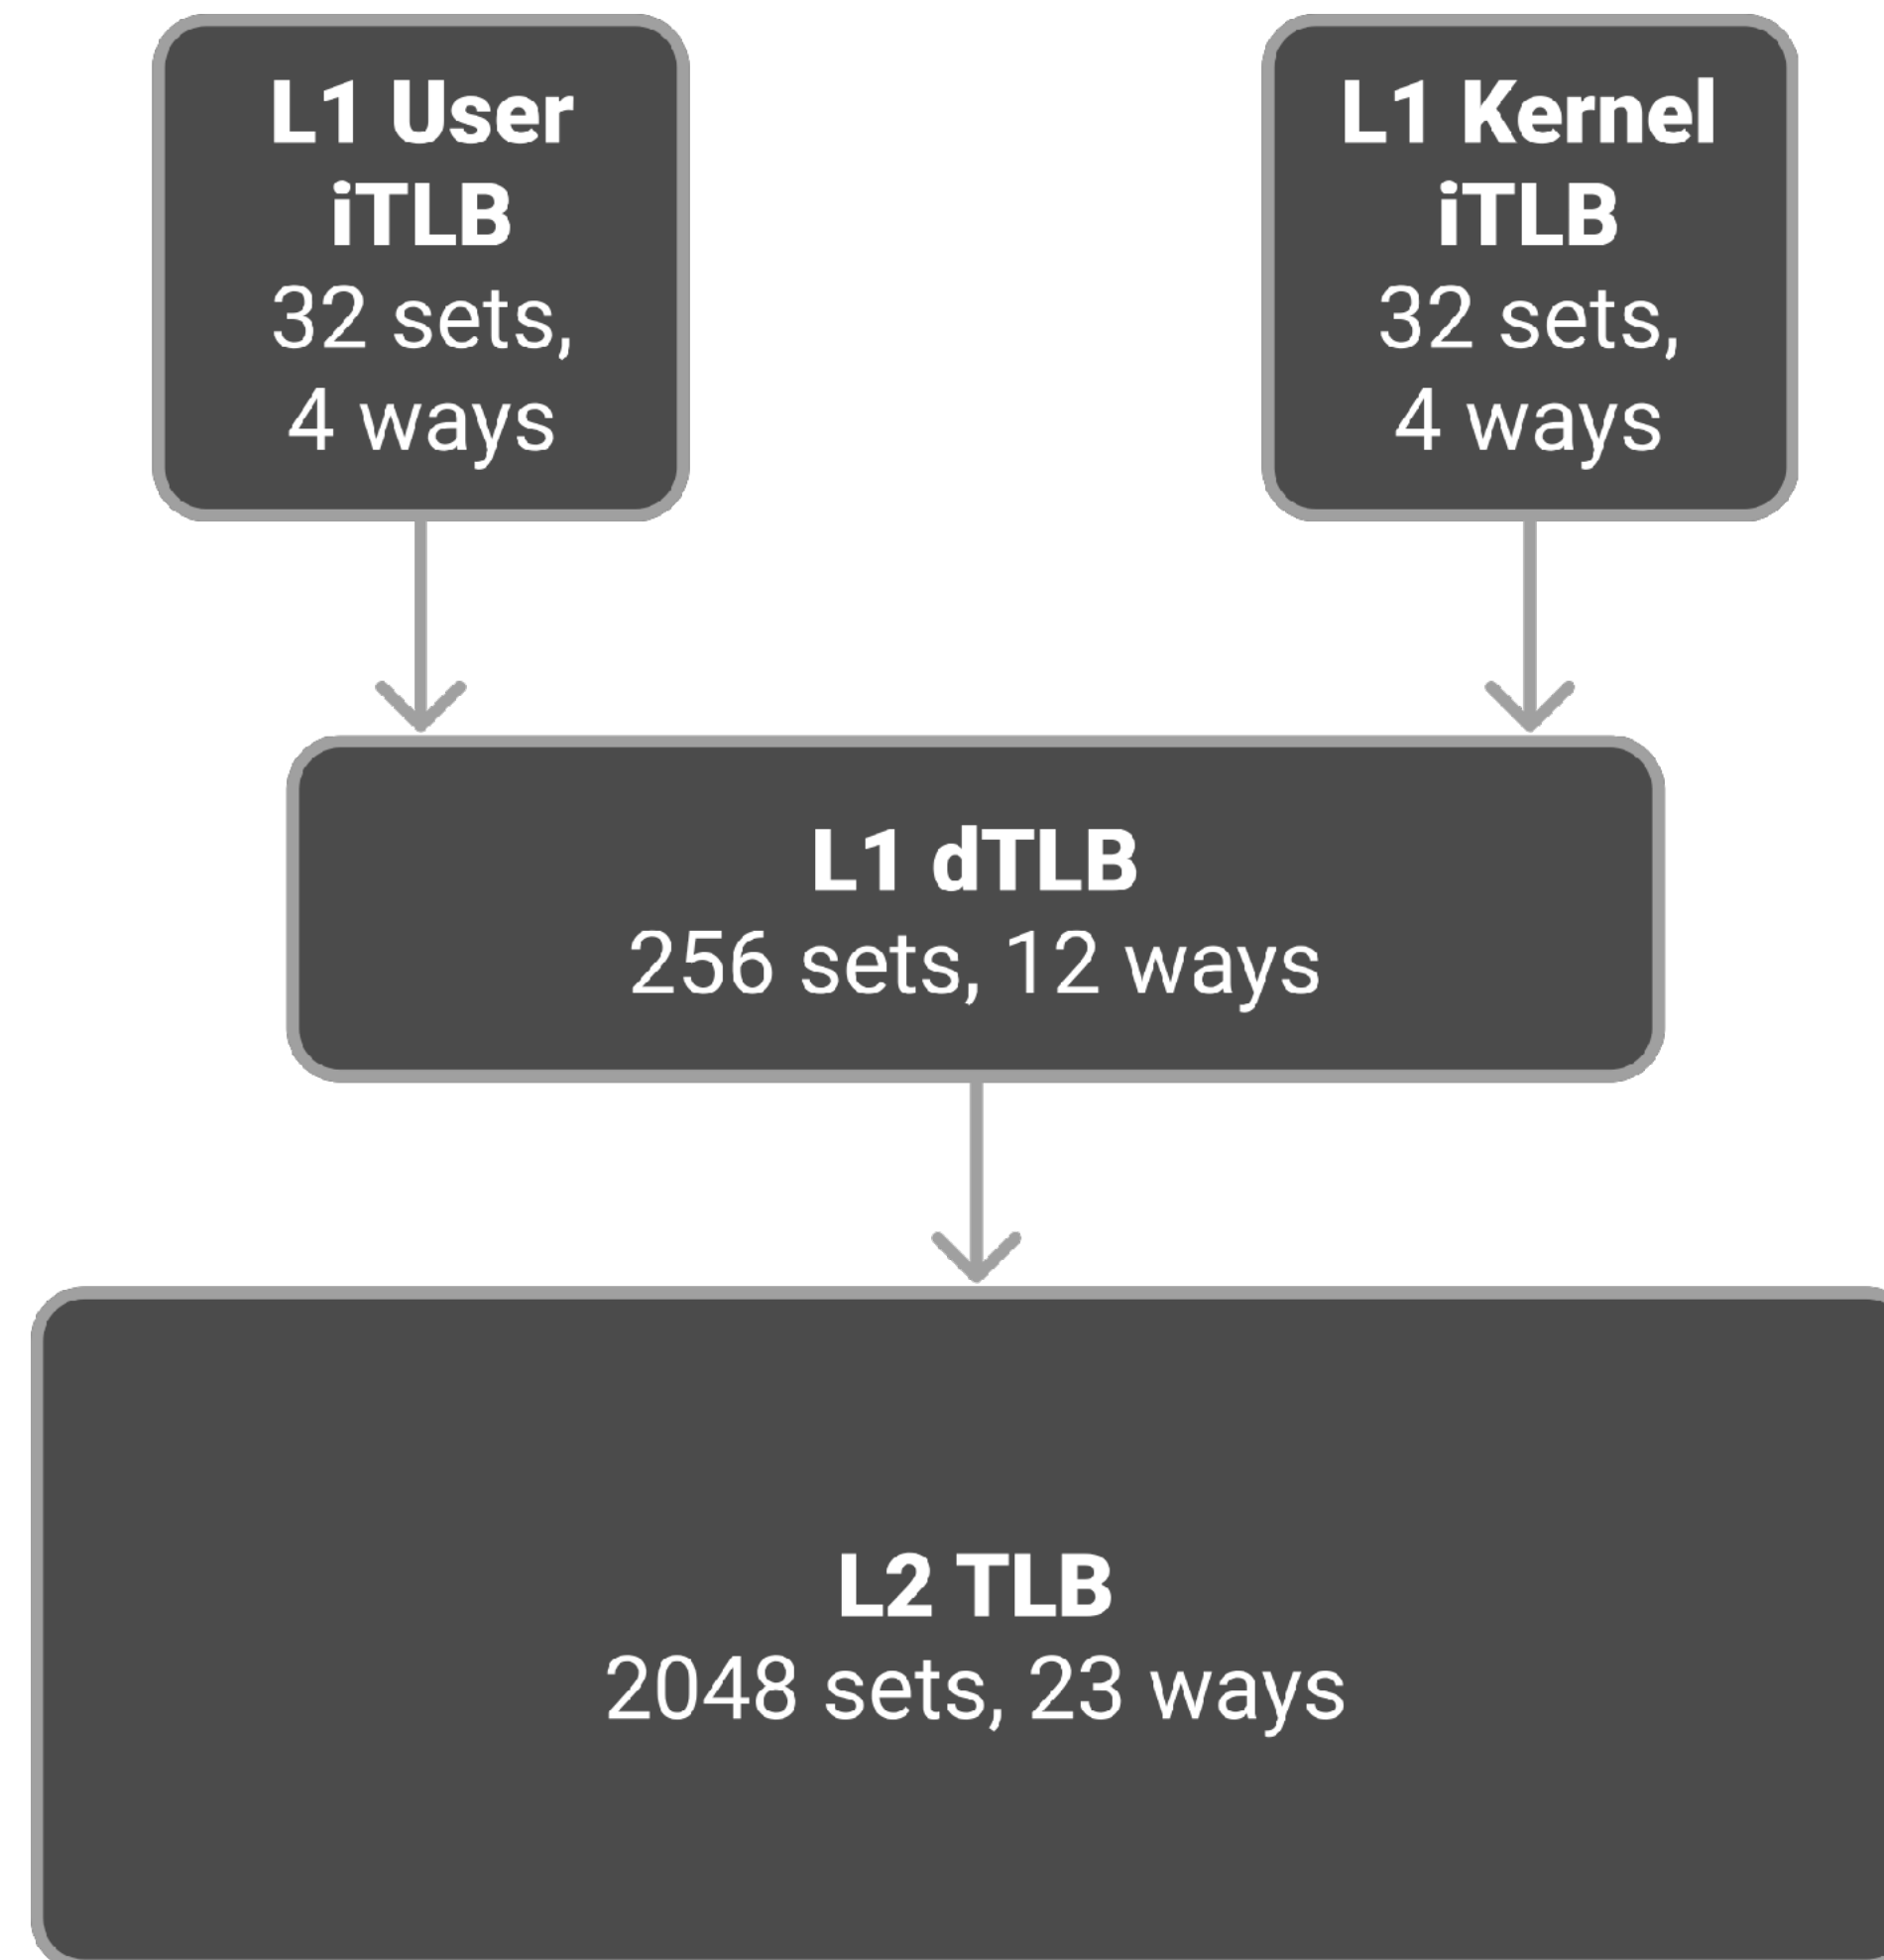 L1 User
iTLB
32 sets,
4 ways
L1 Kernel
iTLB
32 sets,
4 ways
L1 dTLB
256 sets, 12 ways
L2 TLB
2048 sets, 23 ways